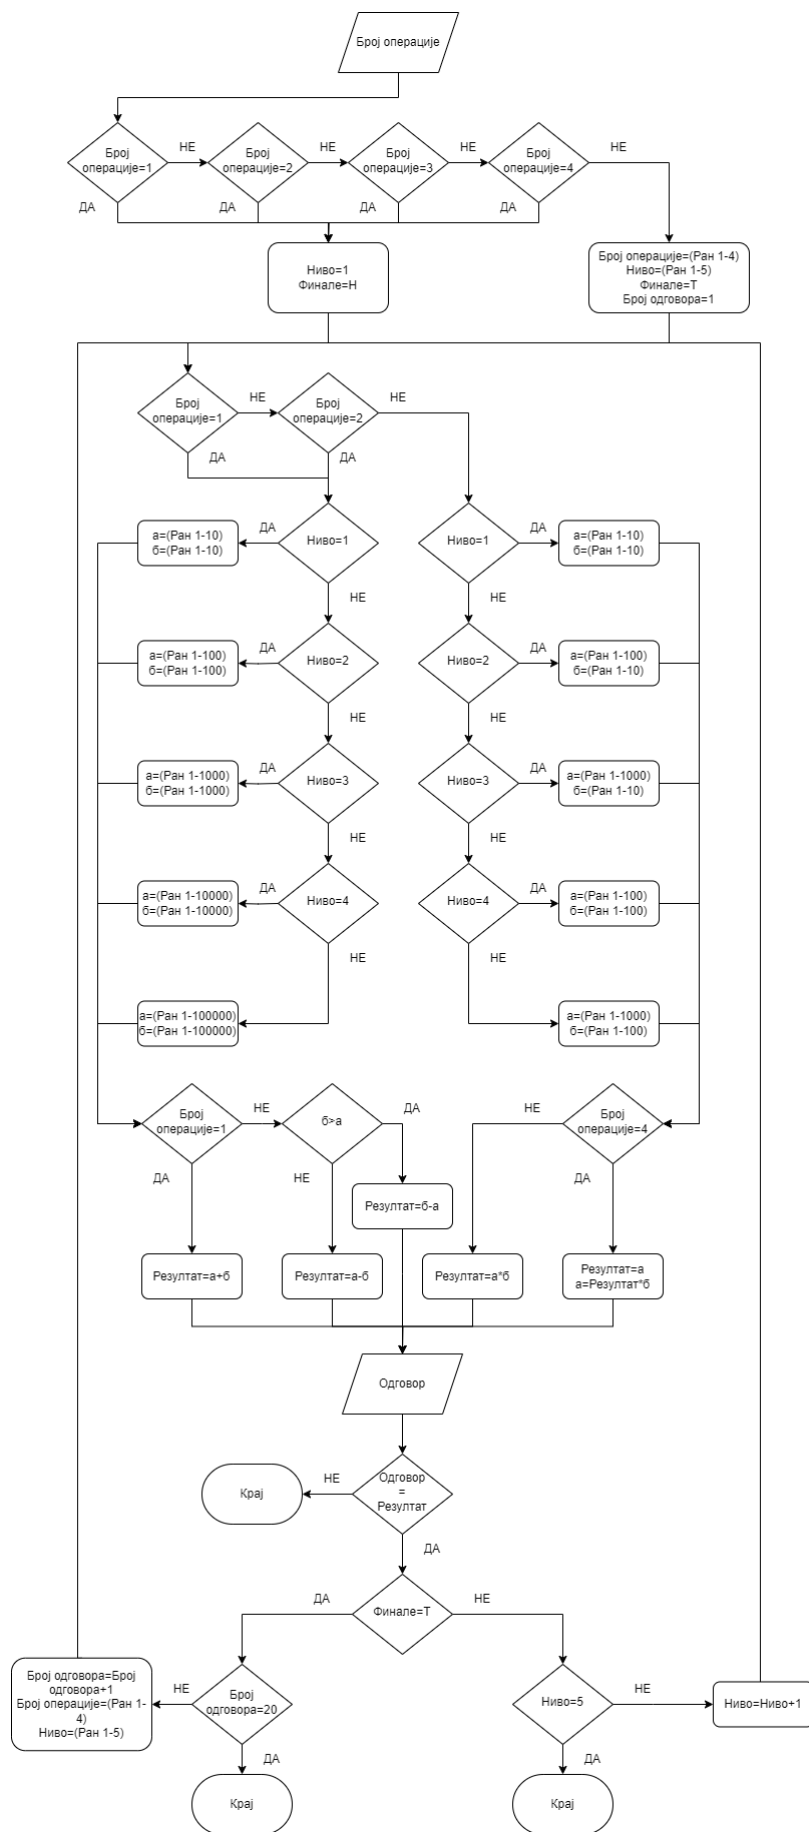 Број операције
Број
операције=1
НЕ
Број
операције=2
НЕ
Број
операције=3
НЕ
Број
операције=4
НЕ
ДА
ДА
ДА
ДА
Ниво=1
Финале=Н
Број операције=(Ран 1-4)
Ниво=(Ран 1-5)
Финале=Т
Број одговора=1
Број
операције=1
НЕ
Број
операције=2
НЕ
ДА
ДА
а=(Ран 1-10)
б=(Ран 1-10)
ДА
Ниво=1
Ниво=1
ДА
а=(Ран 1-10)
б=(Ран 1-10)
НЕ
НЕ
а=(Ран 1-100)
б=(Ран 1-100)
ДА
Ниво=2
Ниво=2
ДА
а=(Ран 1-100)
б=(Ран 1-10)
НЕ
НЕ
а=(Ран 1-1000)
б=(Ран 1-1000)
ДА
Ниво=3
Ниво=3
ДА
а=(Ран 1-1000)
б=(Ран 1-10)
НЕ
НЕ
а=(Ран 1-10000)
б=(Ран 1-10000)
ДА
Ниво=4
Ниво=4
ДА
а=(Ран 1-100)
б=(Ран 1-100)
НЕ
НЕ
а=(Ран 1-100000)
б=(Ран 1-100000)
а=(Ран 1-1000)
б=(Ран 1-100)
Број
операције=1
НЕ
б>а
ДА
НЕ
Број
операције=4
ДА
НЕ
ДА
Резултат=б-а
Резултат=а+б
Резултат=а-б
Резултат=а*б
Резултат=а
а=Резултат*б
Одговор
Крај
НЕ
Одговор
=
Резултат
ДА
ДА
Финале=Т
НЕ
Број одговора=Број
одговора+1
Број операције=(Ран 1-
4)
Ниво=(Ран 1-5)
НЕ
Број
одговора=20
Ниво=5
НЕ
Ниво=Ниво+1
ДА
ДА
Крај
Крај